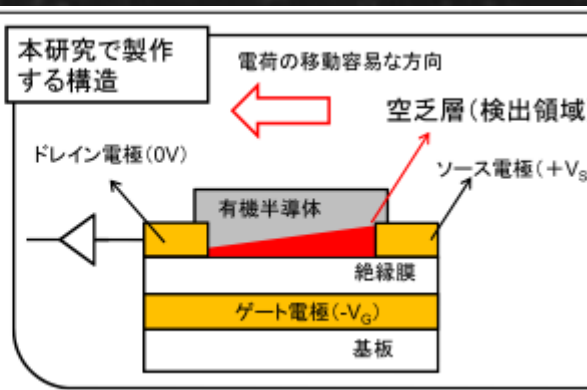 本研究で製作
する構造
電荷の移動容易な方向
空乏層(検出領域
ドレイン電極(0V)
ソース電極(+VS
有機半導体
絶縁膜
ゲート電極(-VG)
基板